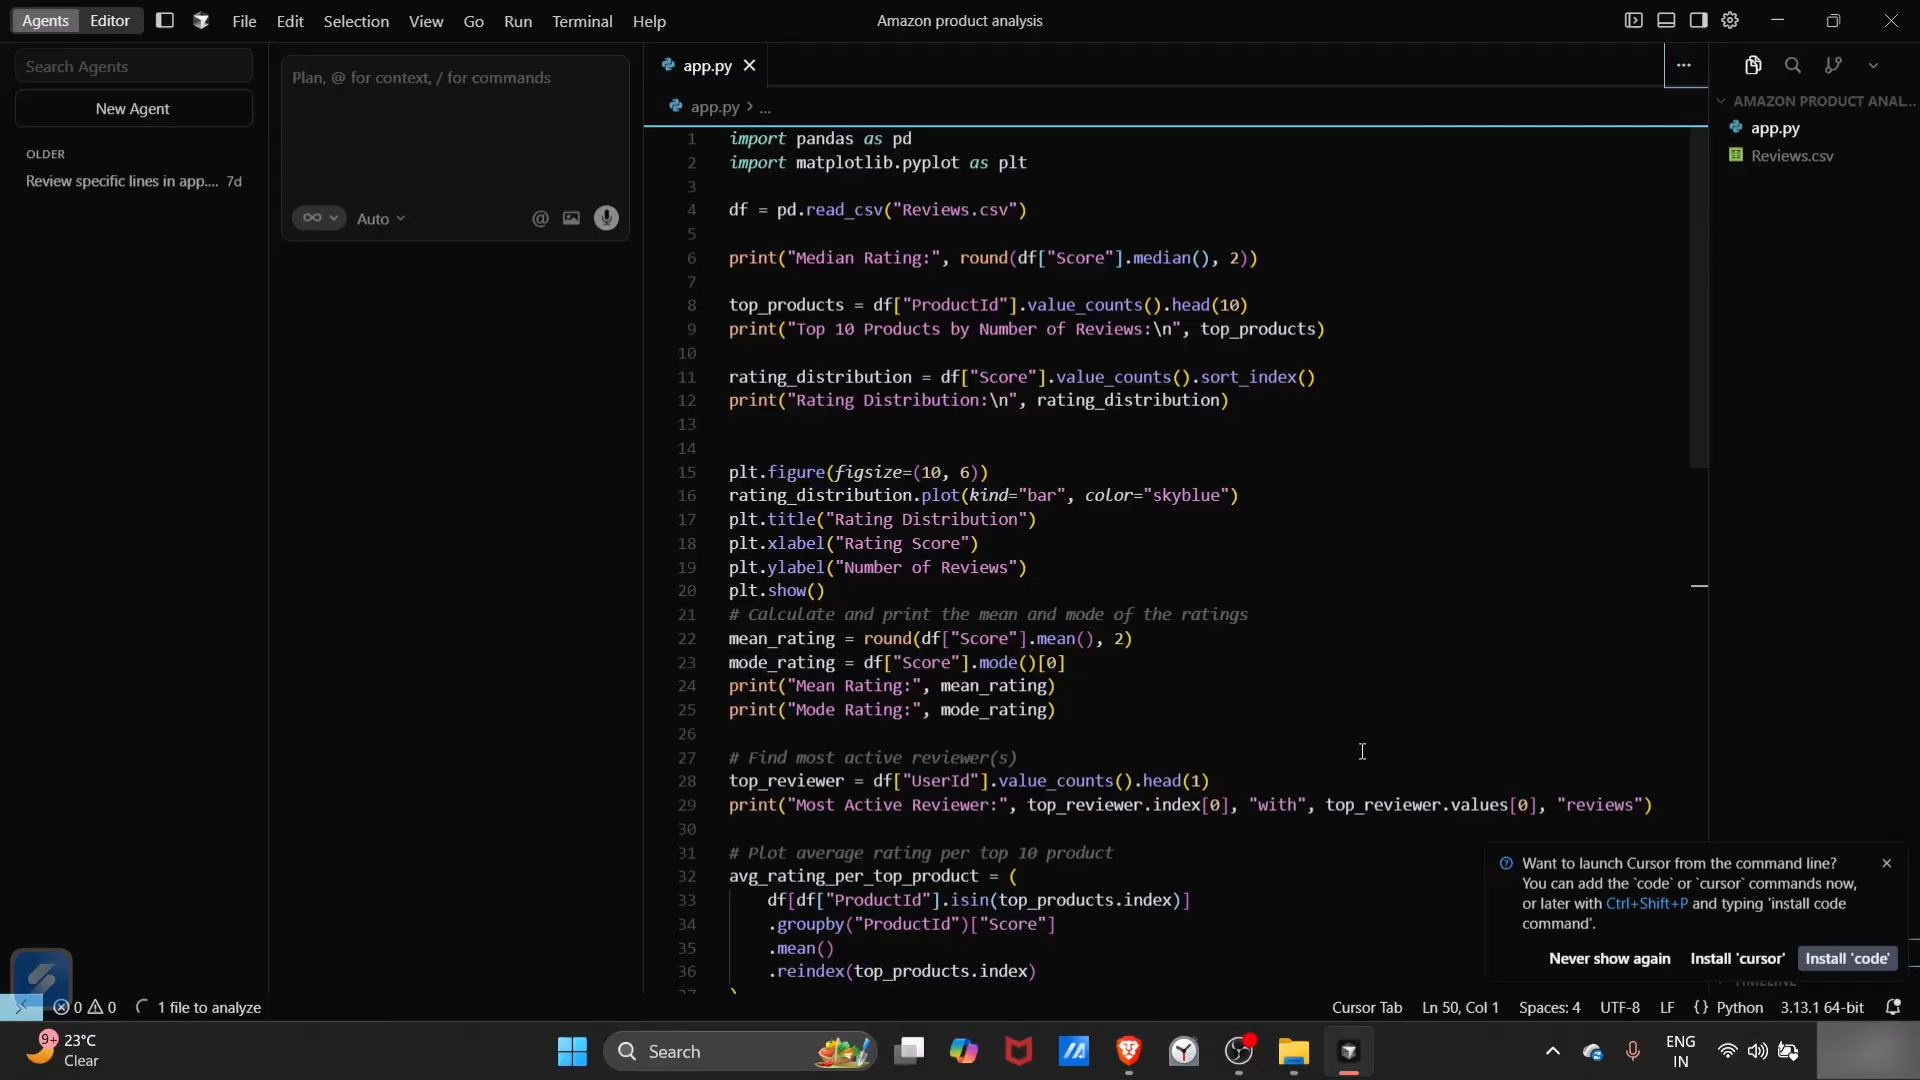 Agents Editor File Edit Selection View Go Run Terminal Help Amazon product analysis
Search Agents
New Agent
OLDER
Review specific lines in app.... 7d
Plan, @ for context, / for commands
Auto
app.py
app.py > ...
1 import pandas as pd
2 import matplotlib.pyplot as plt
3
4 df = pd.read_csv("Reviews.csv")
5
6 print("Median Rating:", round(df["Score"].median(), 2))
7
8 top_products = df["ProductId"].value_counts().head(10)
9 print("Top 10 Products by Number of Reviews:\n", top_products)
10
11 rating_distribution = df["Score"].value_counts().sort_index()
12 print("Rating Distribution:\n", rating_distribution)
13
14
15 plt.figure(figsize=(10, 6))
16 rating_distribution.plot(kind="bar", color="skyblue")
17 plt.title("Rating Distribution")
18 plt.xlabel("Rating Score")
19 plt.ylabel("Number of Reviews")
20 plt.show()
21 # Calculate and print the mean and mode of the ratings
22 mean_rating = round(df["Score"].mean(), 2)
23 mode_rating = df["Score"].mode()[0]
24 print("Mean Rating:", mean_rating)
25 print("Mode Rating:", mode_rating)
26
27 # Find most active reviewer(s)
28 top_reviewer = df["UserId"].value_counts().head(1)
29 print("Most Active Reviewer:", top_reviewer.index[0], "with", top_reviewer.values[0], "reviews")
30
31 # Plot average rating per top 10 product
32 avg_rating_per_top_product = (
33 df[df["ProductId"].isin(top_products.index)]
34 .groupby("ProductId")["Score"]
35 .mean()
36 .reindex(top_products.index)
37 )
AMAZON PRODUCT ANAL...
app.py
Reviews.csv
Want to launch Cursor from the command line?
You can add the `code` or `cursor` commands now,
or later with Ctrl+Shift+P and typing 'install code
command'.
Never show again Install 'cursor' Install 'code'
TIMELINE
0 0 1 file to analyze
Cursor Tab Ln 50, Col 1 Spaces: 4 UTF-8 LF {} Python 3.13.1 64-bit
9+ 23°C
Clear
Search
ENG
IN